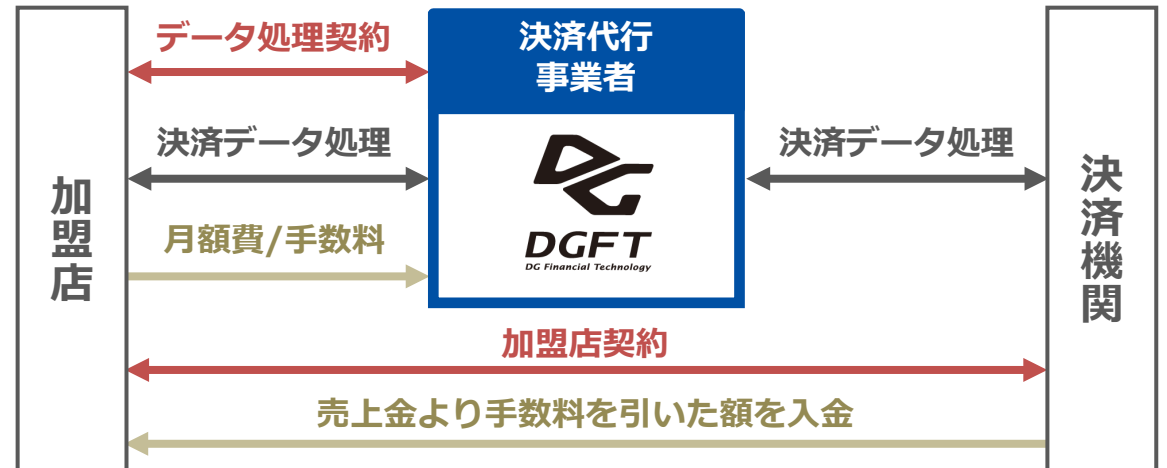 データ処理契約
決済代行
事業者
決済データ処理
決済データ処理
加盟店
月額費/手数料
DG
DGFT
DG Financial Technology
決済機関
加盟店契約
売上金より手数料を引いた額を入金